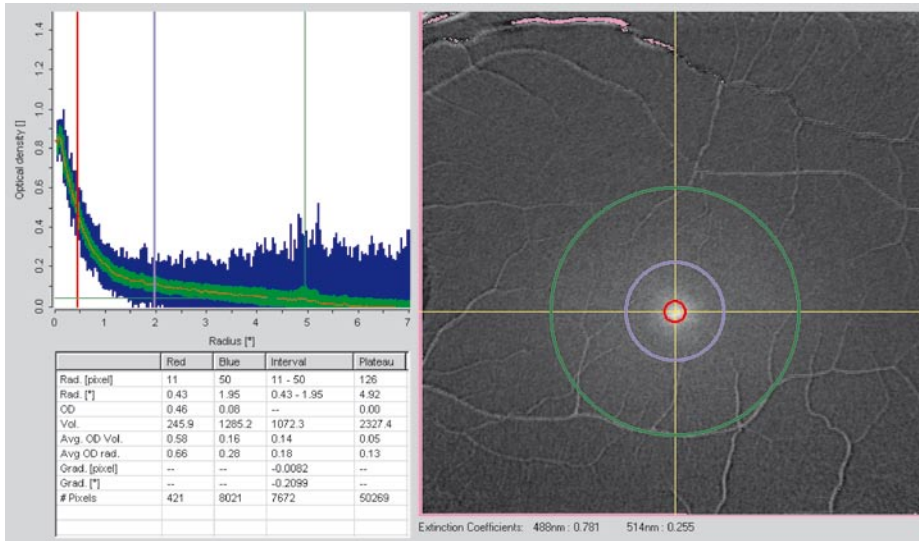 Optical density []
1.4
1.2
1.0
0.8
0.6
0.4
0.2
0.0
0 1 2 3 4 5 6 7
Radius [°]
Red Blue Interval Plateau
Rad. [pixel] 11 50 11 - 50 126
Rad. [°] 0.43 1.95 0.43 - 1.95 4.92
OD 0.46 0.08 -- 0.00
Vol. 245.9 1285.2 1072.3 2327.4
Avg. OD Vol. 0.58 0.16 0.14 0.05
Avg OD rad. 0.66 0.28 0.18 0.13
Grad. [pixel] -- -- -0.0082 --
Grad. [°] -- -- -0.2099 --
# Pixels 421 8021 7672 50269
Extinction Coefficients: 488nm : 0.781 514nm : 0.255